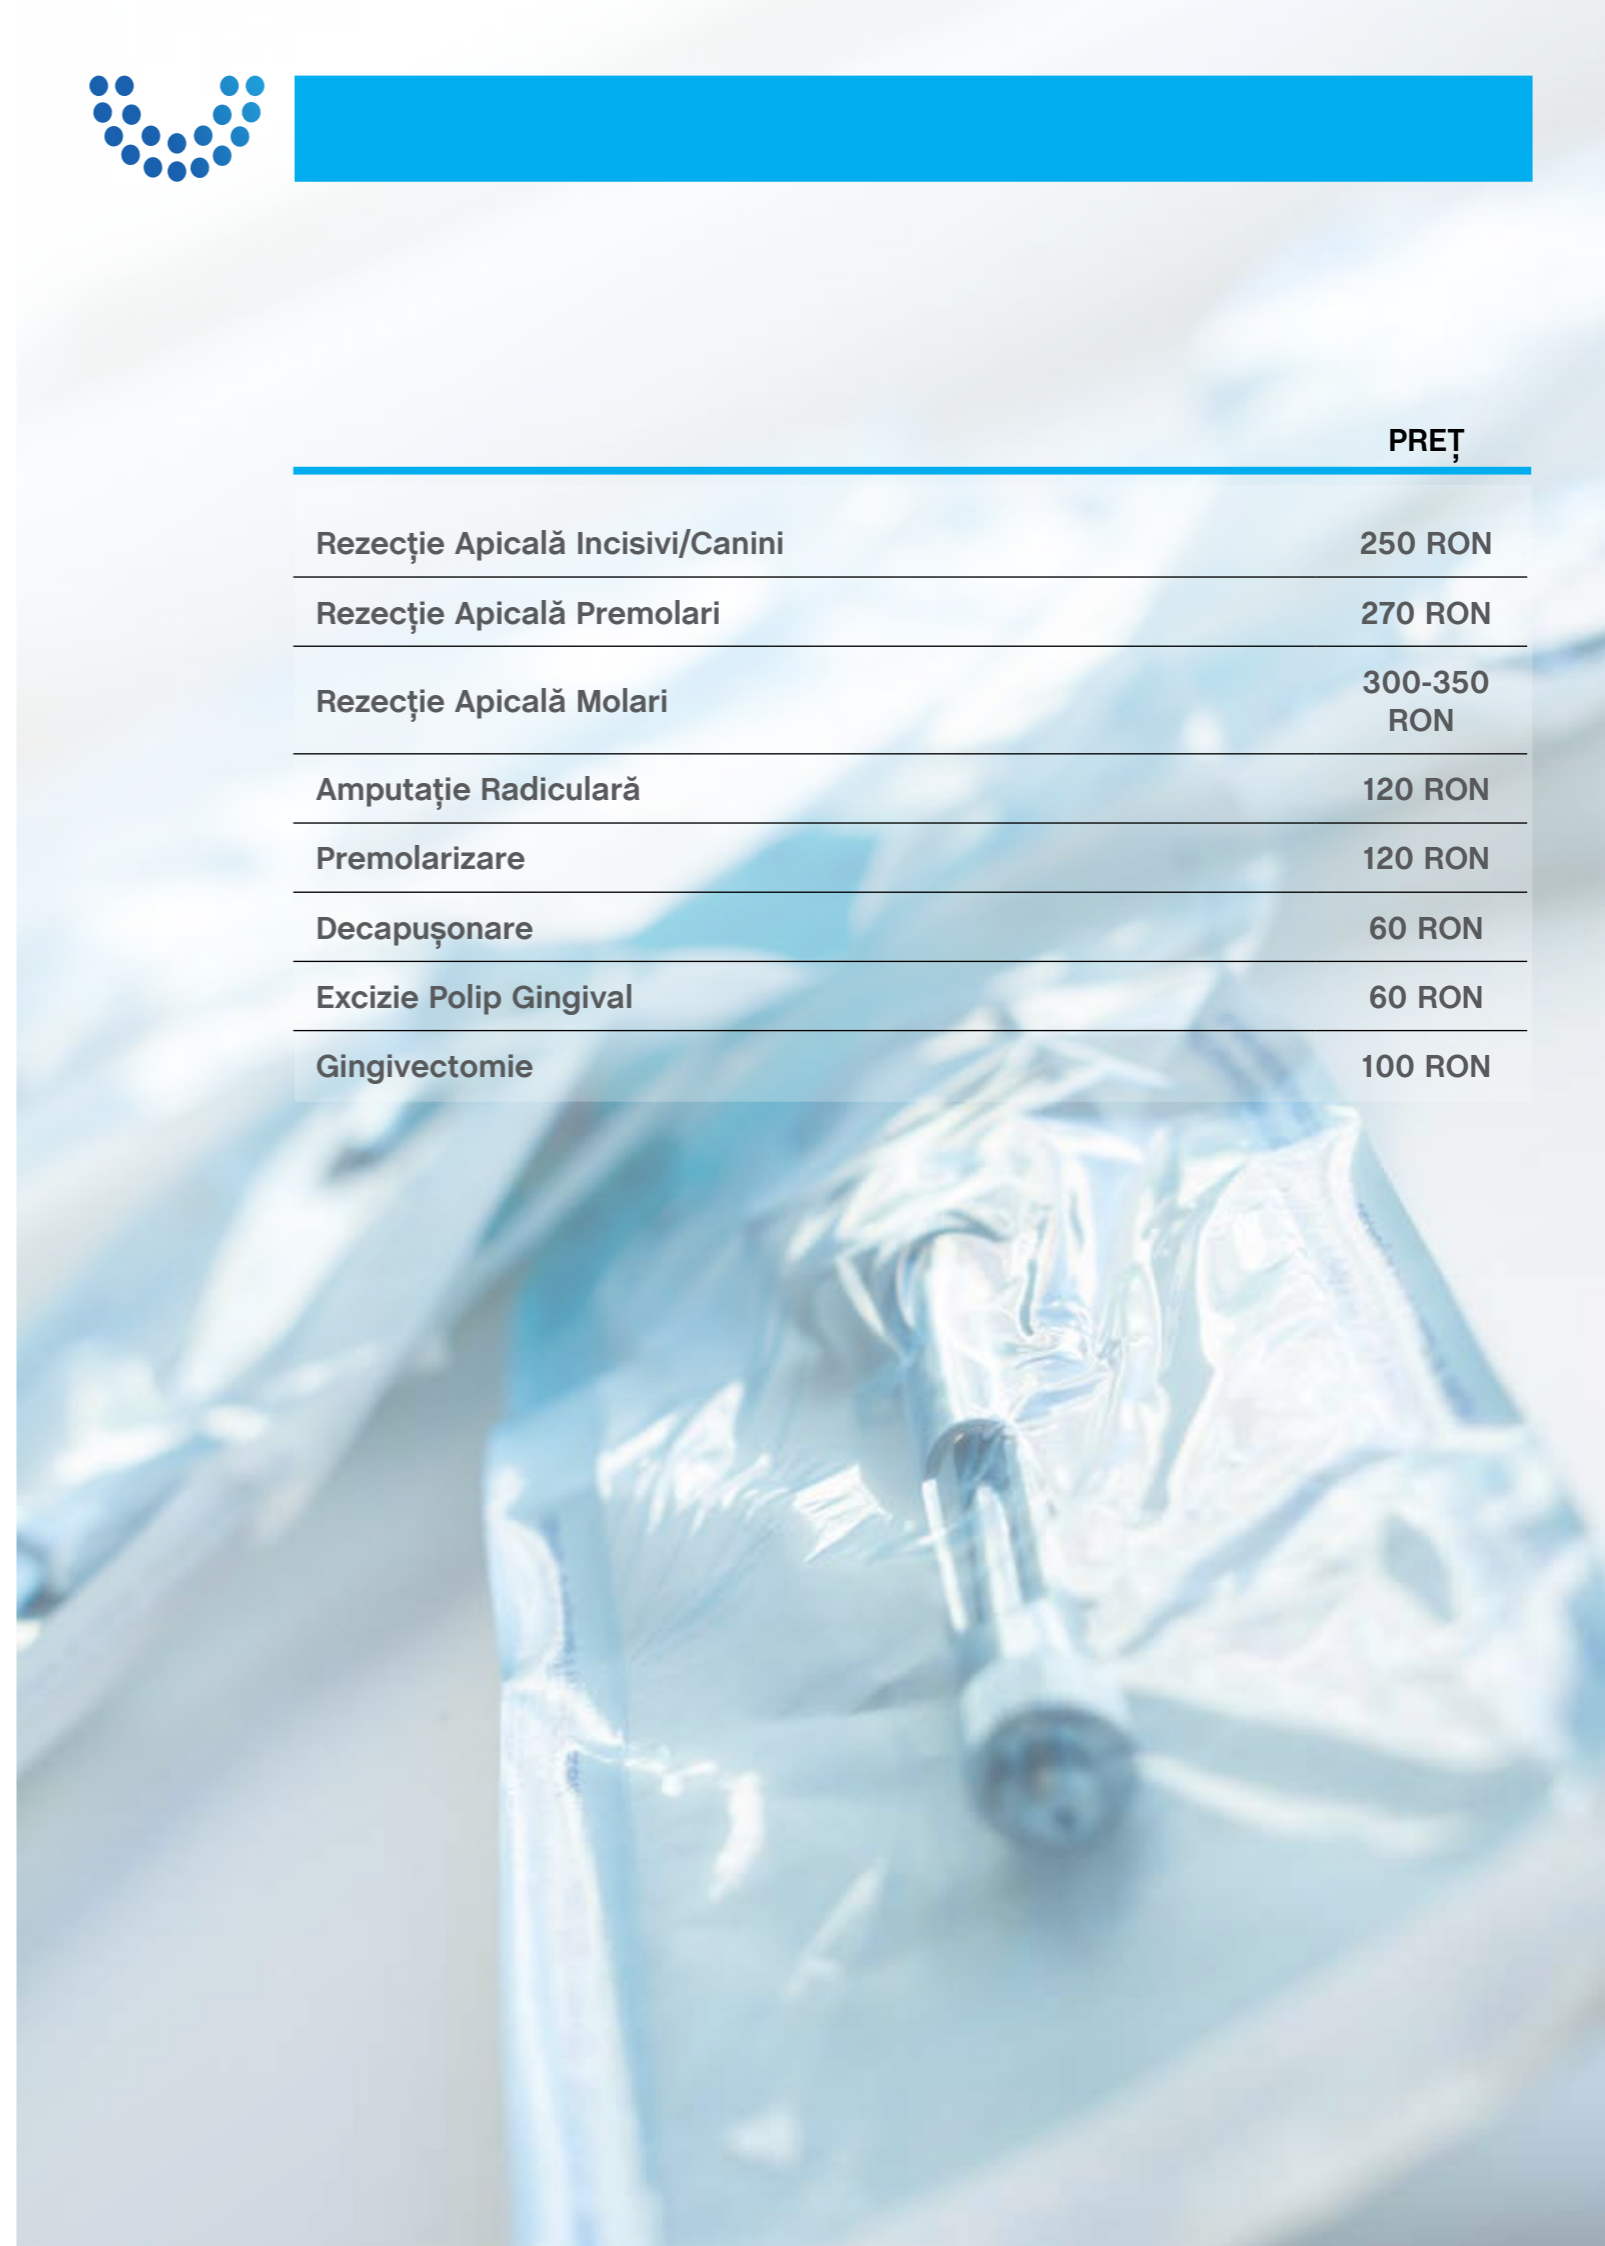 PREȚ
Rezecție Apicală Incisivi/Canini 250 RON
Rezecție Apicală Premolari 270 RON
Rezecție Apicală Molari 300-350
RON
Amputație Radiculară 120 RON
Premolarizare 120 RON
Decapușonare 60 RON
Excizie Polip Gingival 60 RON
Gingivectomie 100 RON